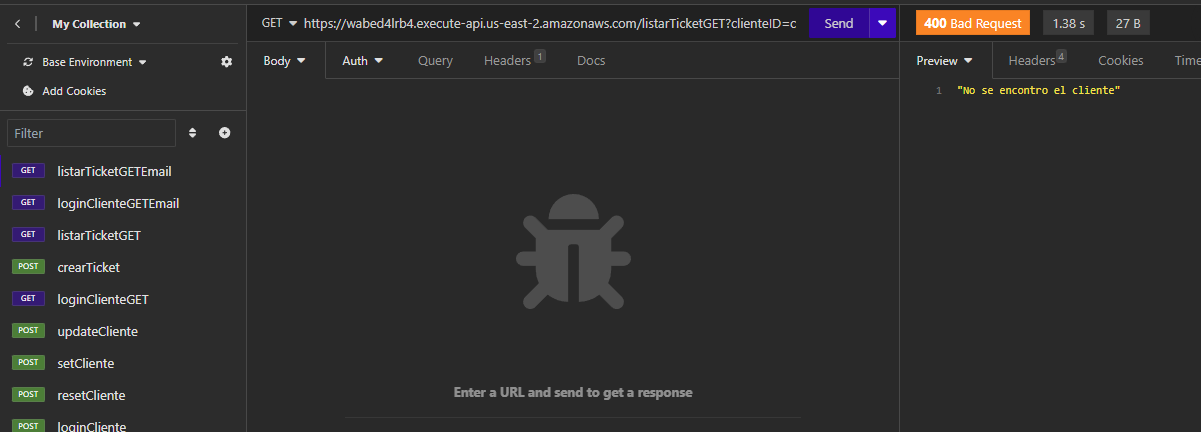 My Collection
Base Environment
Add Cookies
Filter
GET listarTicketGETEmail
GET loginClienteGETEmail
GET listarTicketGET
POST crearTicket
GET loginClienteGET
POST updateCliente
POST setCliente
POST resetCliente
POST loginCliente
GET https://wabed4lrb4.execute-api.us-east-2.amazonaws.com/listarTicketGET?clienteID=c Send
Body Auth Query Headers 1 Docs
Enter a URL and send to get a response
400 Bad Request 1.38 s 27 B
Preview Headers 4 Cookies Time
1 "No se encontro el cliente"